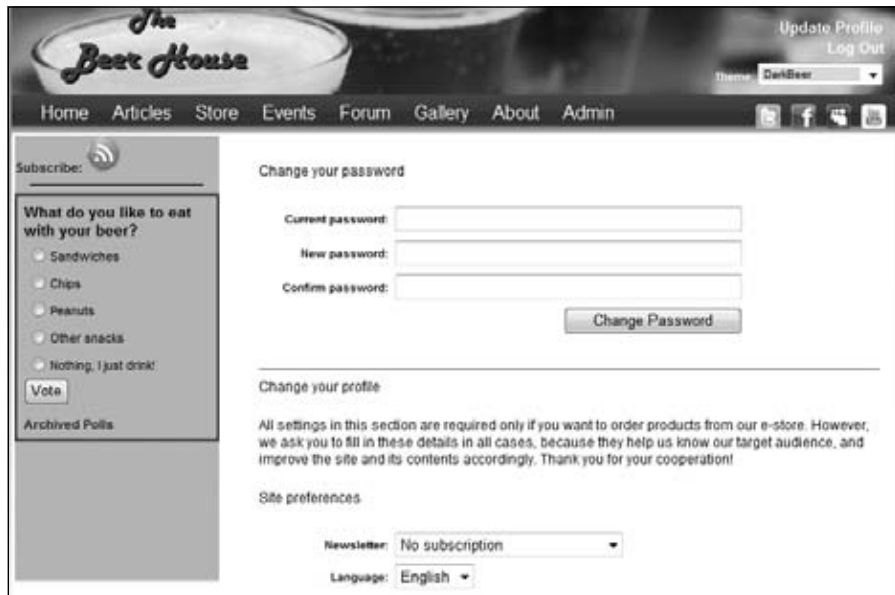 The
Beer House
Update Profile
Log Out
Theme: DarkBeer
Home Articles Store Events Forum Gallery About Admin
Subscribe:
What do you like to eat
with your beer?
Sandwiches
Chips
Peanuts
Other snacks
Nothing, I just drink!
Vote
Archived Polls
Change your password
Current password:
New password:
Confirm password:
Change Password
Change your profile
All settings in this section are required only if you want to order products from our e-store. However,
we ask you to fill in these details in all cases, because they help us know our target audience, and
improve the site and its contents accordingly. Thank you for your cooperation!
Site preferences
Newsletter: No subscription
Language: English